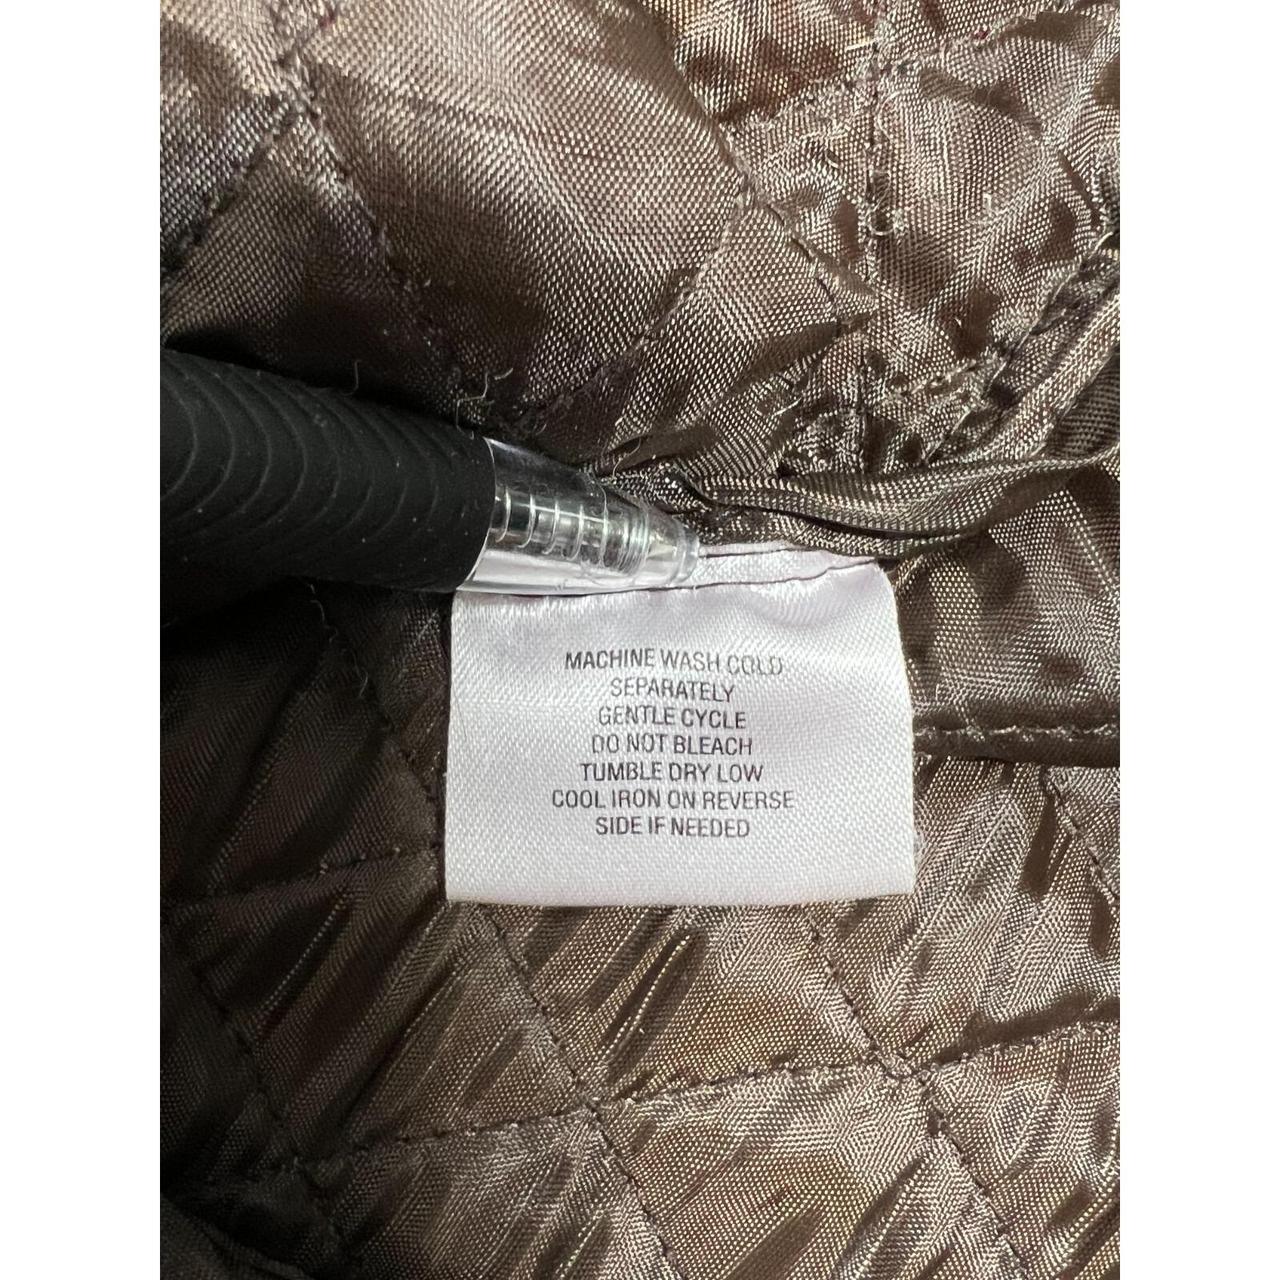 MACHINE WASH COLD
SEPARATELY
GENTLE CYCLE
DO NOT BLEACH
TUMBLE DRY LOW
COOL IRON ON REVERSE
SIDE IF NEEDED